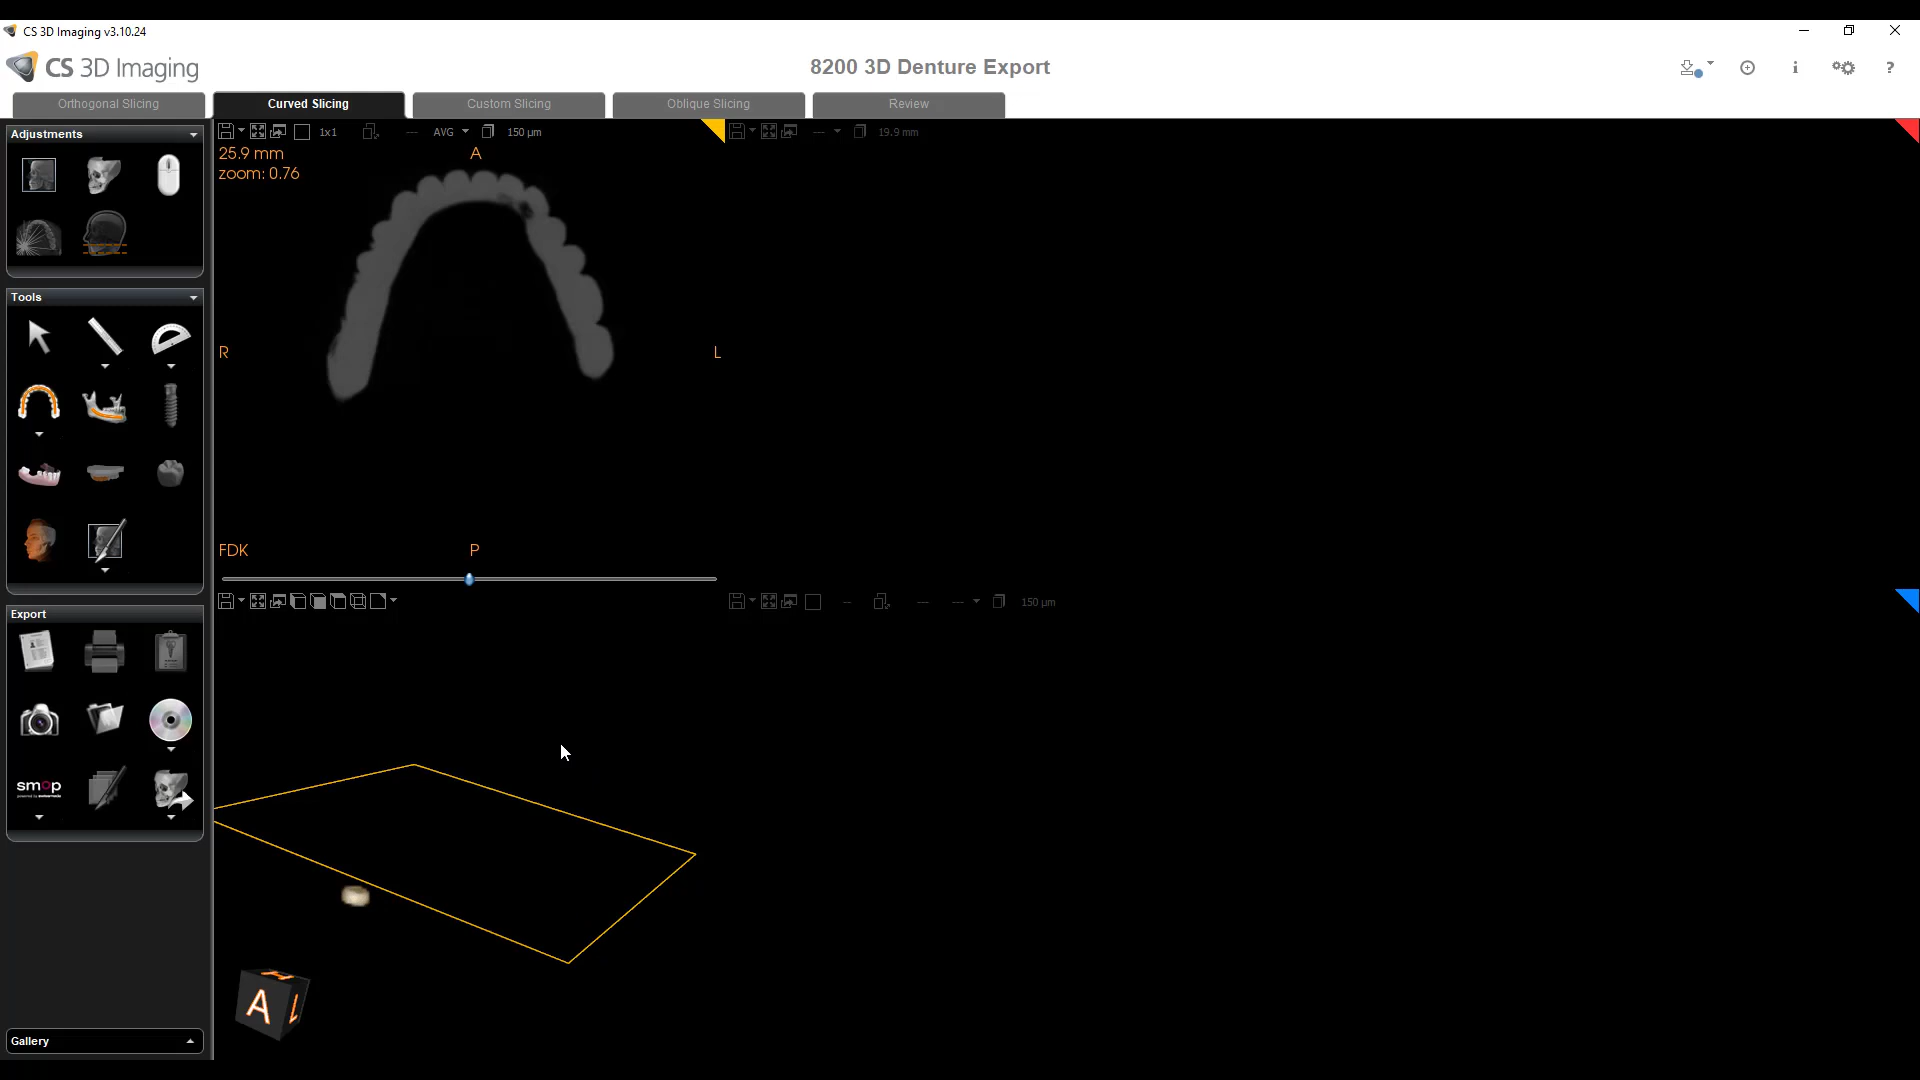 CS 3D Imaging v3.10.24
CS 3D Imaging
8200 3D Denture Export
Orthogonal Slicing
Curved Slicing
Custom Slicing
Oblique Slicing
Review
Adjustments
1x1
--- AVG
150 µm
---
19.9 mm
25.9 mm
A
zoom: 0.76
Tools
R
L
FDK
P
--
---
---
150 µm
Export
smop
A
L
Gallery